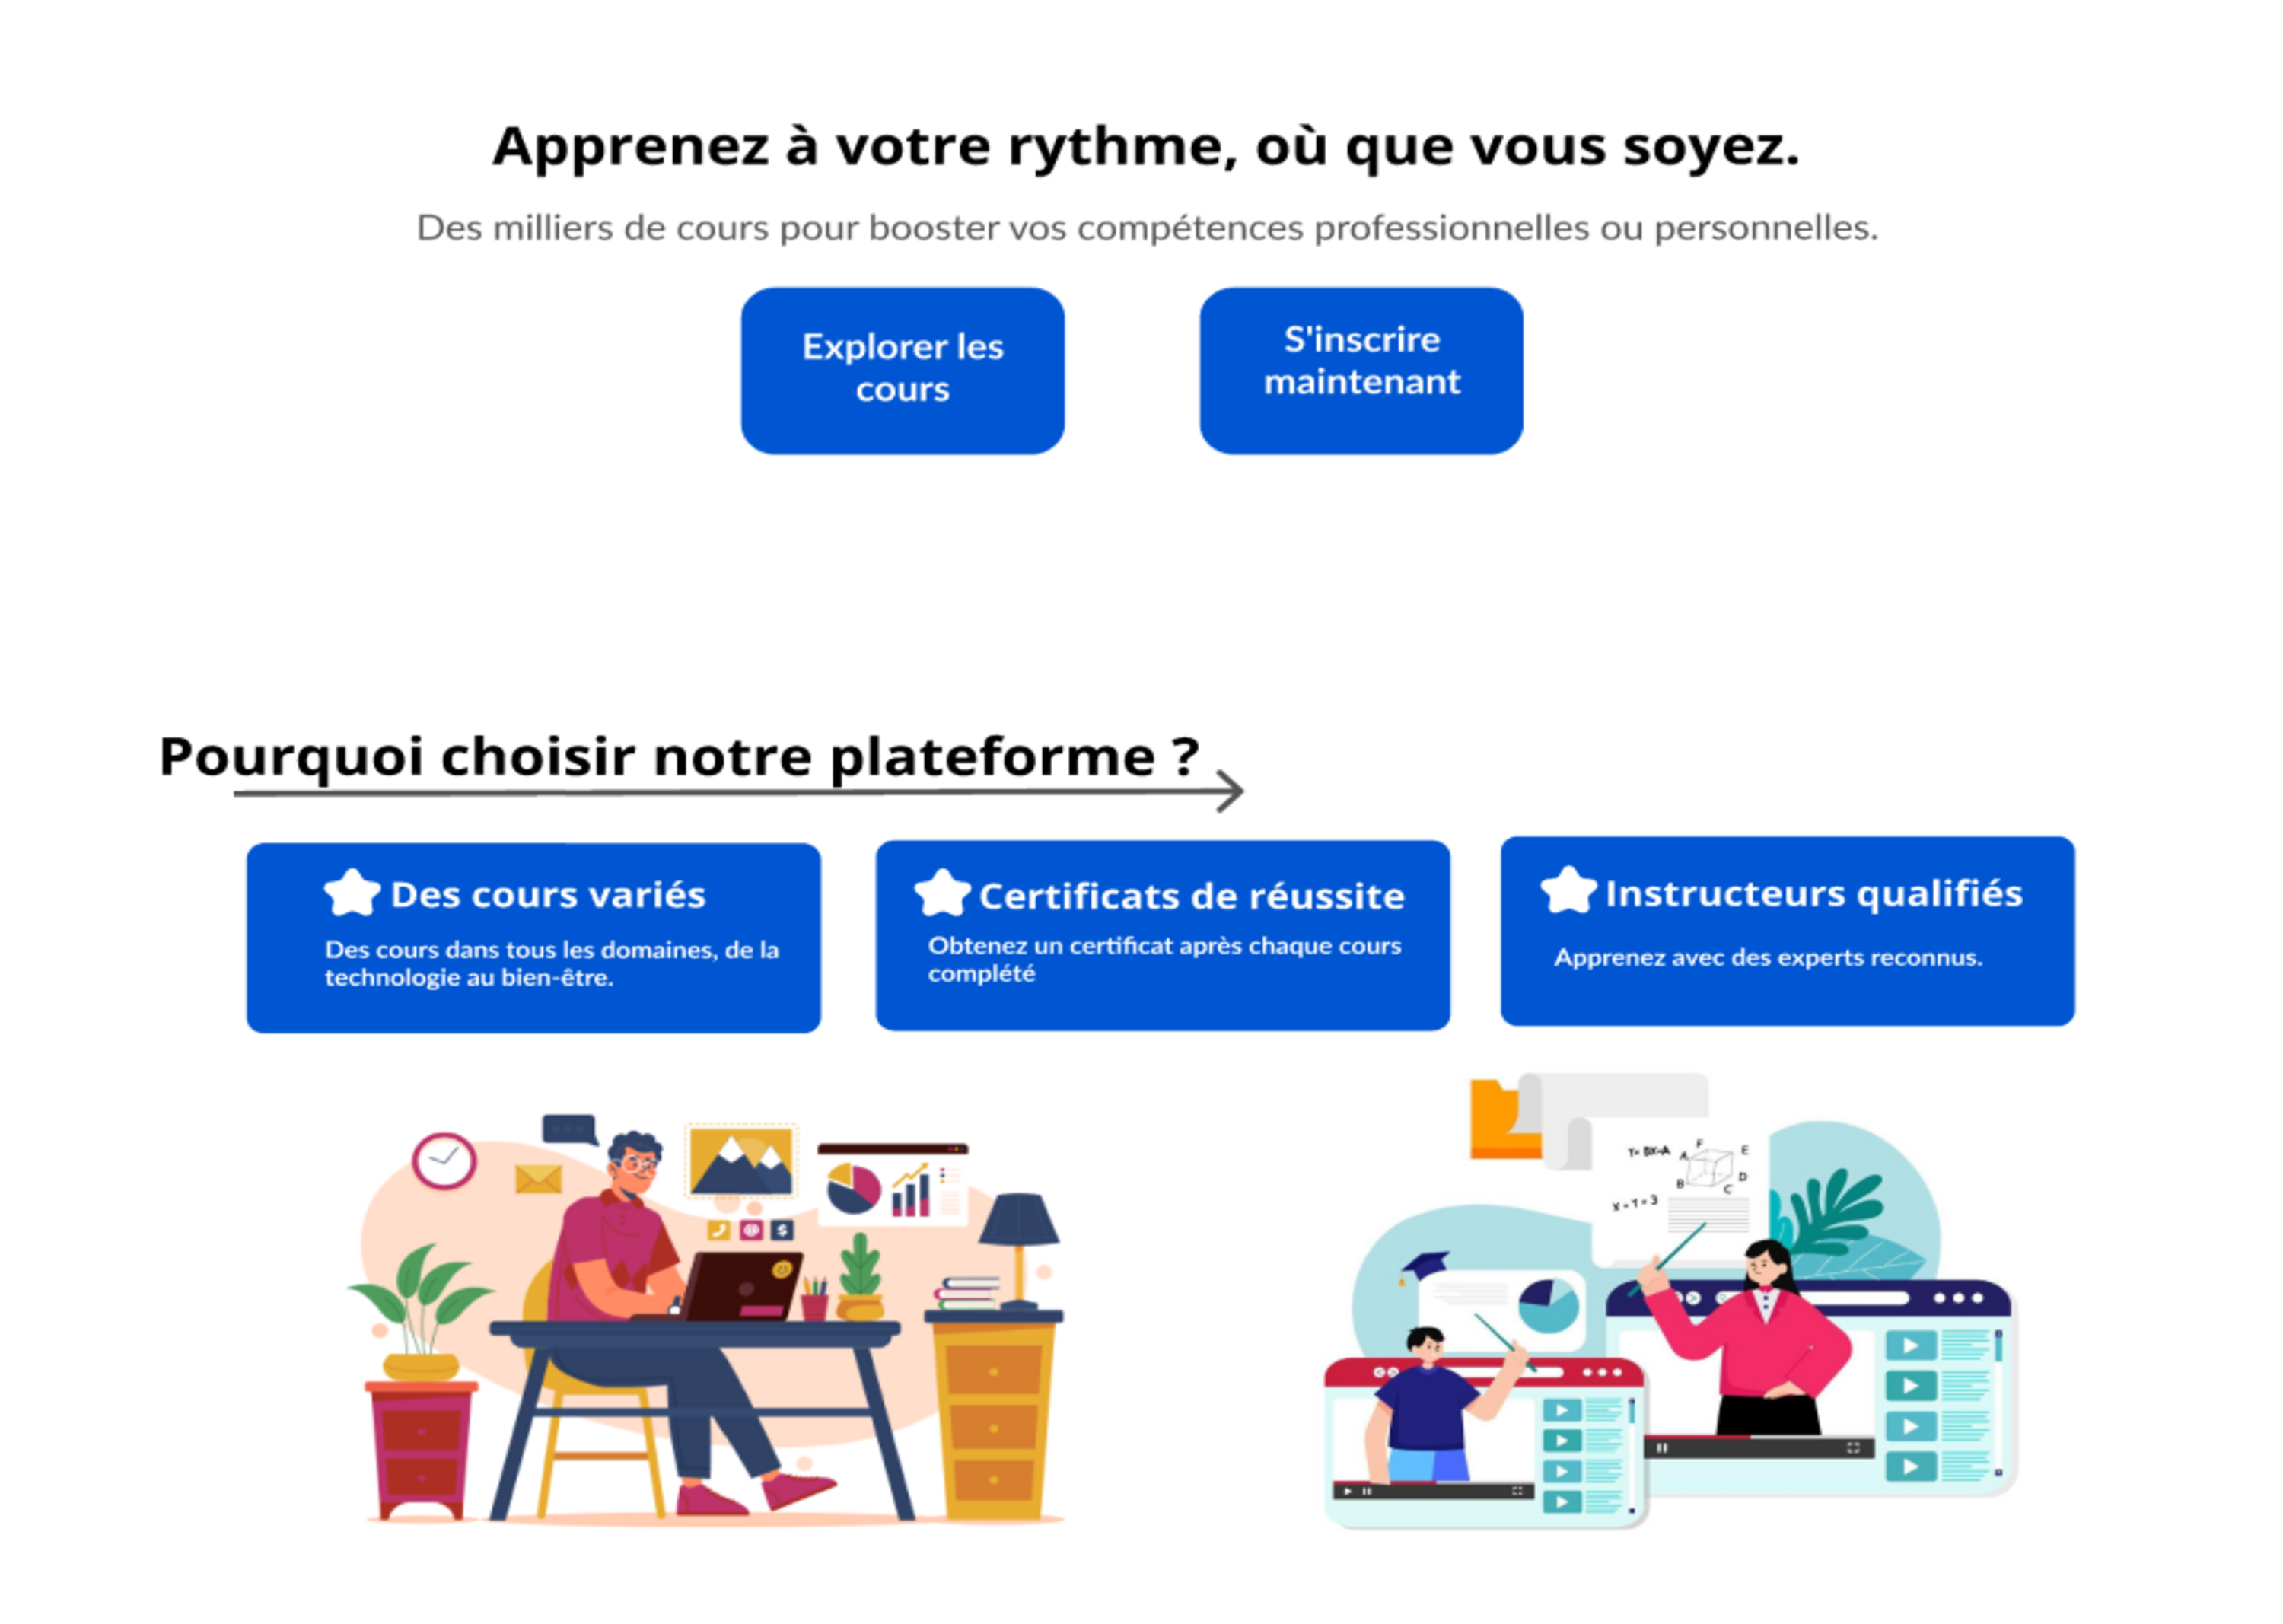 Apprenez à votre rythme, où que vous soyez.
Des milliers de cours pour booster vos compétences professionnelles ou personnelles.
Explorer les
cours
S'inscrire
maintenant
Pourquoi choisir notre plateforme ?
Des cours variés
Des cours dans tous les domaines, de la
technologie au bien-être.
Certificats de réussite
Obtenez un certificat après chaque cours
complété
Instructeurs qualifiés
Apprenez avec des experts reconnus.
F
E
A
D
B
C